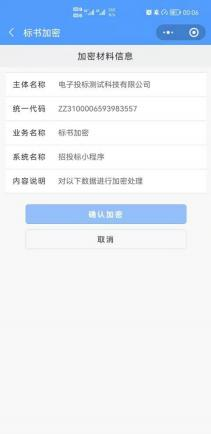 00:06
标书加密
加密材料信息
主体名称 电子投标测试科技有限公司
统一代码 ZZ3100006593983557
业务名称 标书加密
系统名称 招投标小程序
内容说明 对以下数据进行加密处理
确认加密
取消